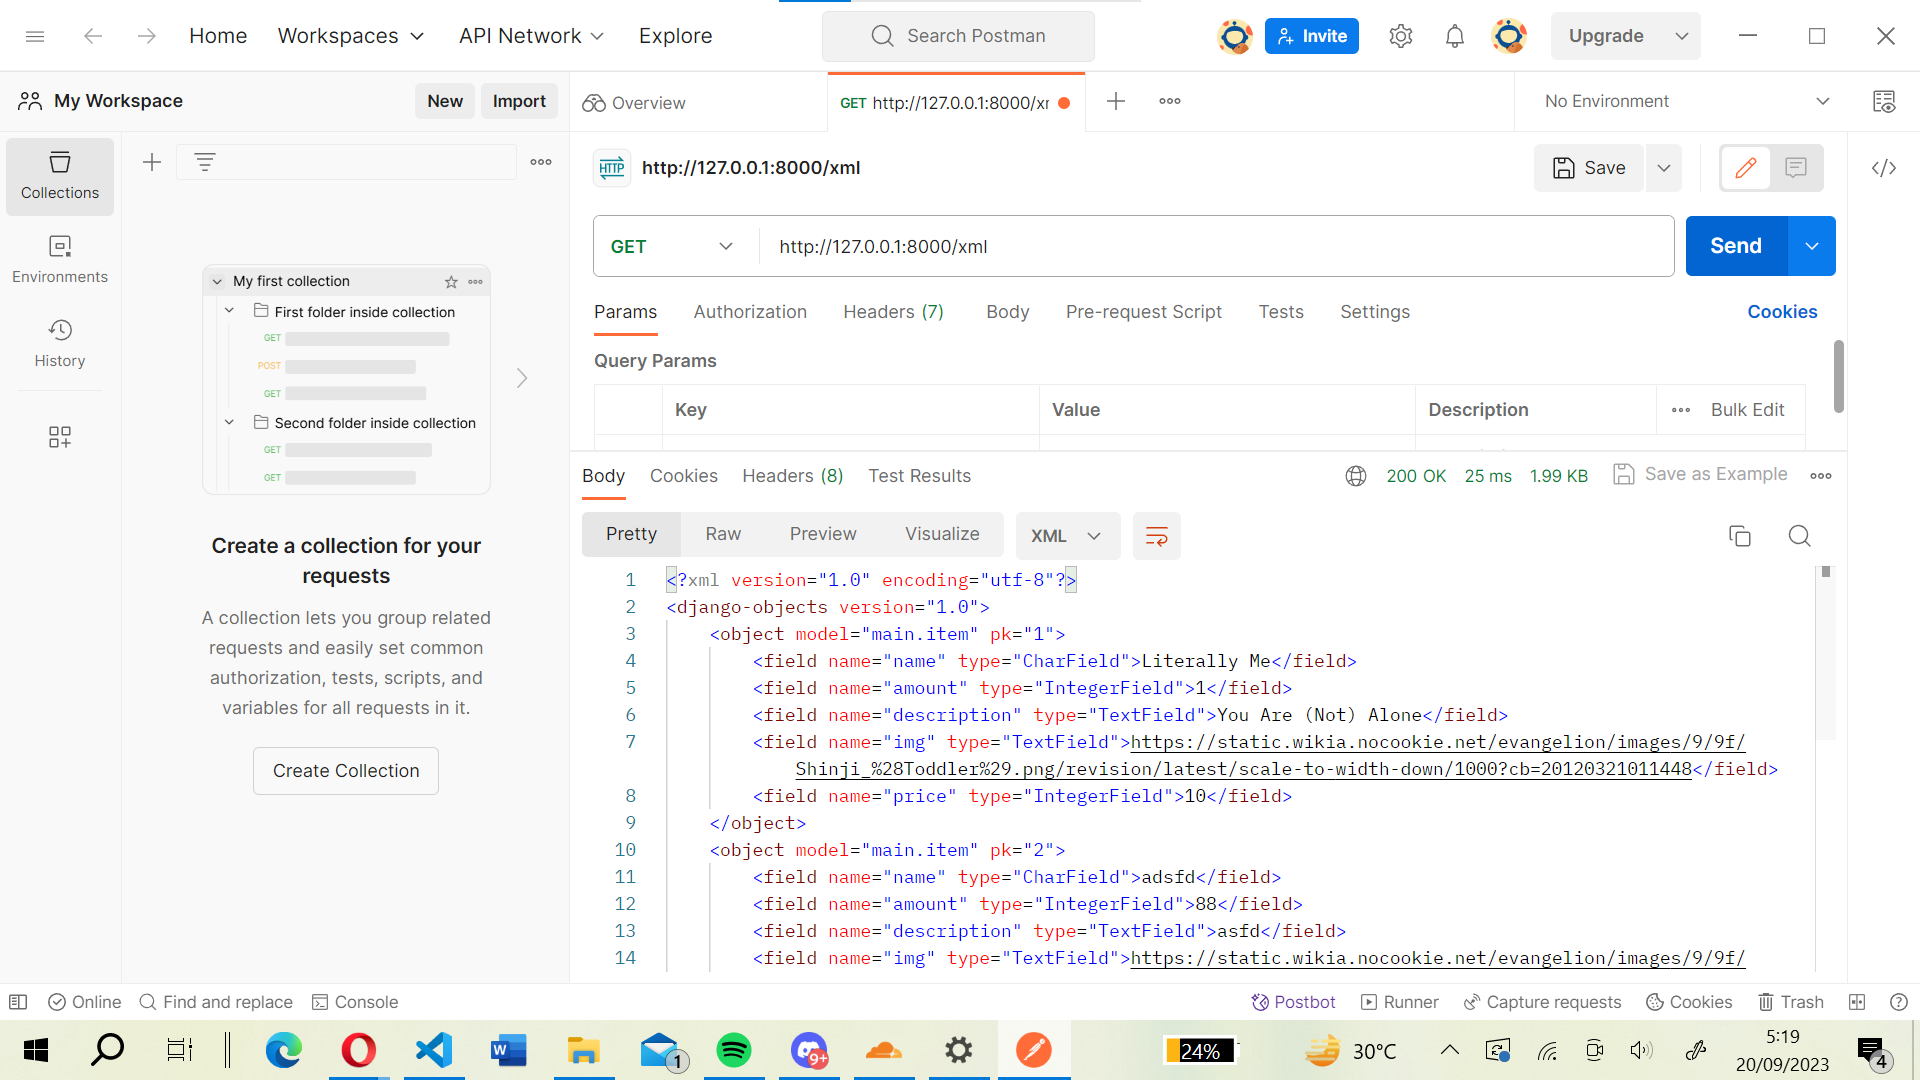 Home
Workspaces
API Network
Explore
Search Postman
Invite
Upgrade
My Workspace
New
Import
Overview
GET http://127.0.0.1:8000/xr
No Environment
Collections
Environments
History
HTTP
http://127.0.0.1:8000/xml
Save
GET
http://127.0.0.1:8000/xml
Send
Params
Authorization
Headers (7)
Body
Pre-request Script
Tests
Settings
Cookies
Query Params
Key
Value
Description
Bulk Edit
My first collection
First folder inside collection
GET
POST
GET
Second folder inside collection
GET
GET
Create a collection for your
requests
A collection lets you group related
requests and easily set common
authorization, tests, scripts, and
variables for all requests in it.
Create Collection
Body
Cookies
Headers (8)
Test Results
200 OK
25 ms
1.99 KB
Save as Example
Pretty
Raw
Preview
Visualize
XML
1 <?xml version="1.0" encoding="utf-8"?>
2 <django-objects version="1.0">
3 <object model="main.item" pk="1">
4 <field name="name" type="CharField">Literally Me</field>
5 <field name="amount" type="IntegerField">1</field>
6 <field name="description" type="TextField">You Are (Not) Alone</field>
7 <field name="img" type="TextField">https://static.wikia.nocookie.net/evangelion/images/9/9f/
Shinji_%28Toddler%29.png/revision/latest/scale-to-width-down/1000?cb=20120321011448</field>
8 <field name="price" type="IntegerField">10</field>
9 </object>
10 <object model="main.item" pk="2">
11 <field name="name" type="CharField">adsfd</field>
12 <field name="amount" type="IntegerField">88</field>
13 <field name="description" type="TextField">asfd</field>
14 <field name="img" type="TextField">https://static.wikia.nocookie.net/evangelion/images/9/9f/
Online
Find and replace
Console
Postbot
Runner
Capture requests
Cookies
Trash
W
1
9+
24%
30°C
5:19
20/09/2023
4